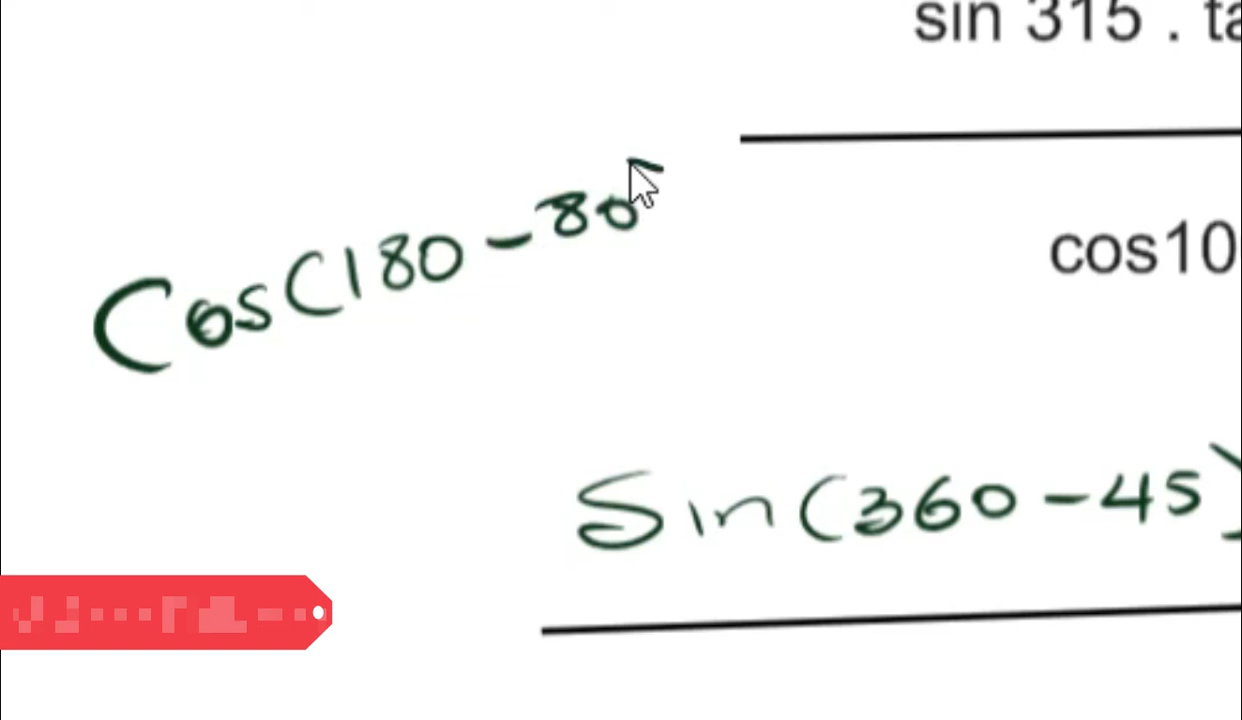 sin 315 . ta
cos10
Cos(180-80
Sin(360-45)